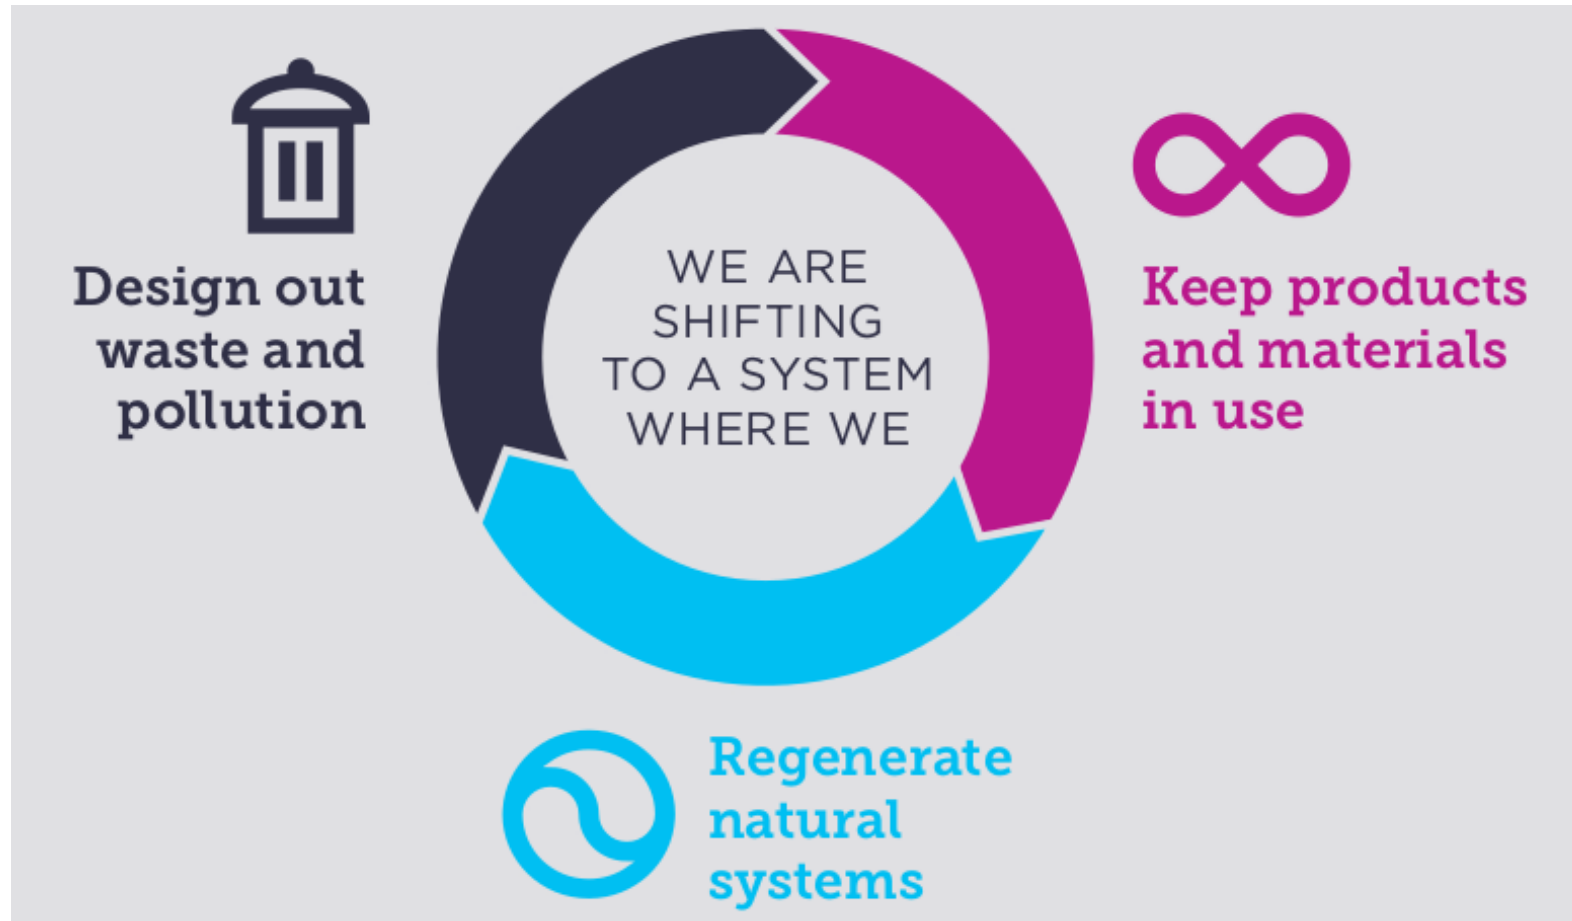 WE ARE
SHIFTING
TO A SYSTEM
WHERE WE
Design out
waste and
pollution
Keep products
and materials
in use
Regenerate
natural
systems